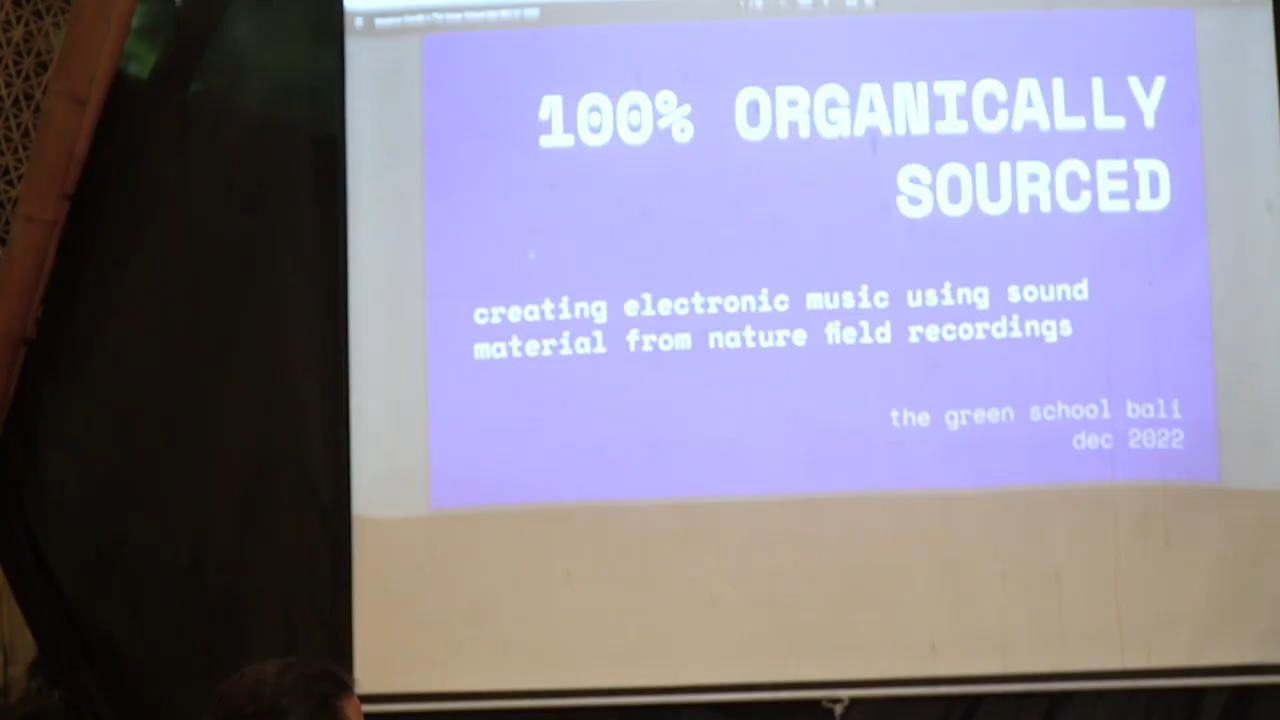 100% ORGANICALLY
SOURCED
creating electronic music using sound
material from nature field recordings
the green school bali
dec 2022